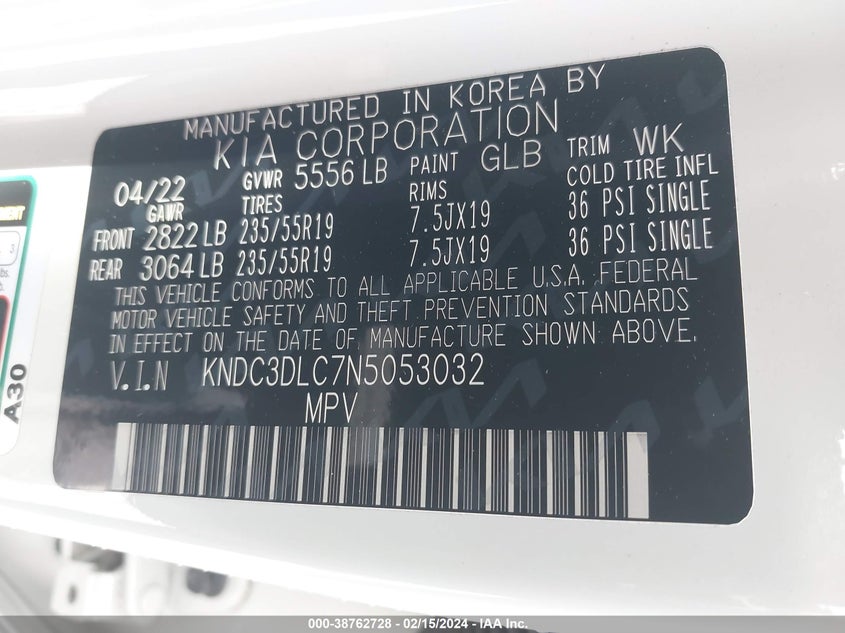 MANUFACTURED IN KOREA BY
KIA CORPORATION
04/22 GVWR 5556 LB PAINT GLB TRIM WK
GAWR TIRES RIMS COLD TIRE INFL
FRONT 2822 LB 235/55R19 7.5JX19 36 PSI SINGLE
REAR 3064 LB 235/55R19 7.5JX19 36 PSI SINGLE
THIS VEHICLE CONFORMS TO ALL APPLICABLE U.S.A. FEDERAL
MOTOR VEHICLE SAFETY AND THEFT PREVENTION STANDARDS
IN EFFECT ON THE DATE OF MANUFACTURE SHOWN ABOVE.
V.I.N KNDC3DLC7N5053032
MPV
3
lbs.
A30
000-38762728 - 02/15/2024 - IAA Inc.